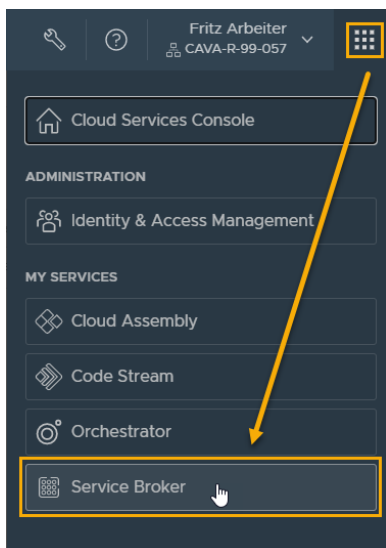 Fritz Arbeiter
CAVA-R-99-057
Cloud Services Console
ADMINISTRATION
Identity & Access Management
MY SERVICES
Cloud Assembly
Code Stream
Orchestrator
Service Broker